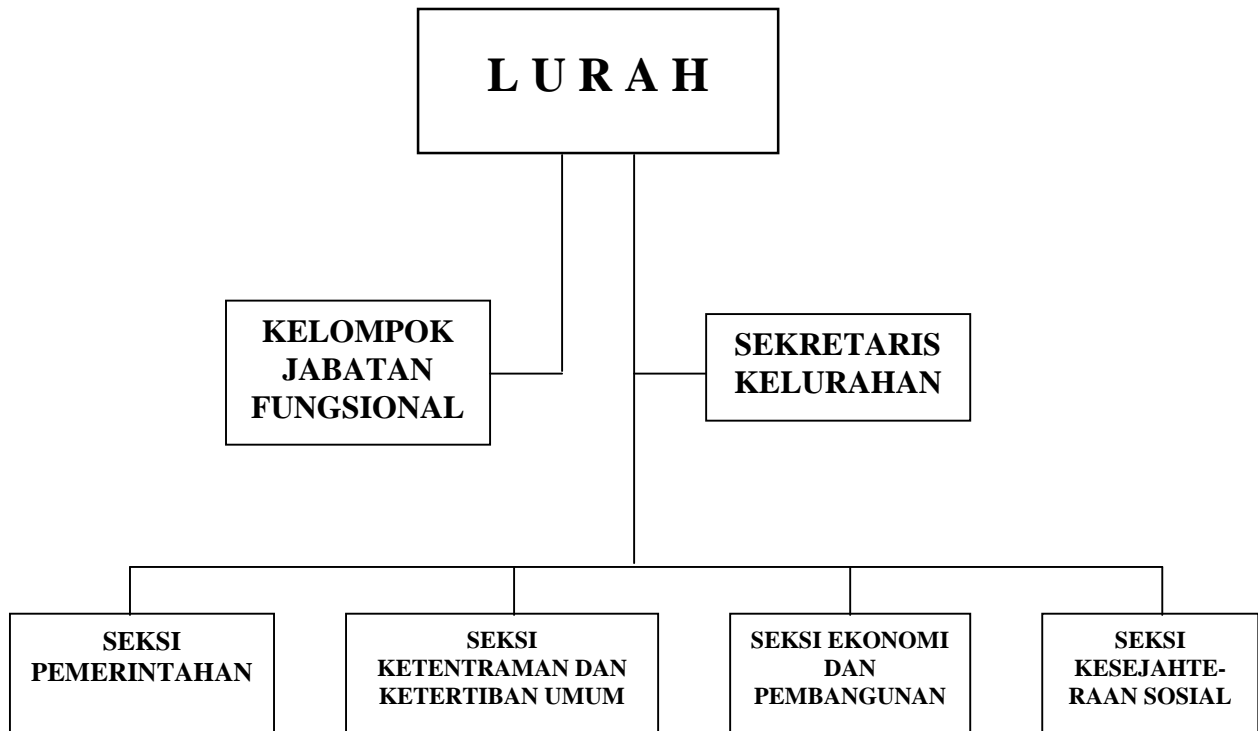 L U R A H
KELOMPOK
JABATAN
FUNGSIONAL
SEKRETARIS
KELURAHAN
SEKSI
PEMERINTAHAN
SEKSI
KETENTRAMAN DAN
KETERTIBAN UMUM
SEKSI EKONOMI
DAN
PEMBANGUNAN
SEKSI
KESEJAHTE-
RAAN SOSIAL